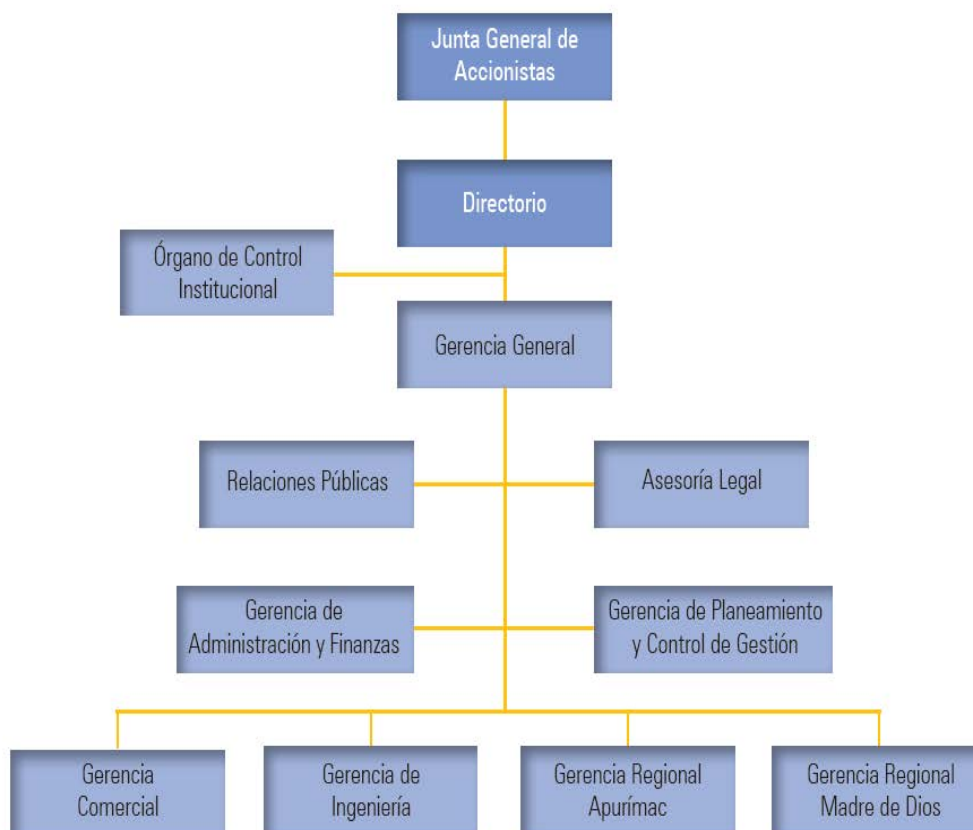 Junta General de
Accionistas
Directorio
Órgano de Control
Institucional
Gerencia General
Relaciones Públicas
Asesoría Legal
Gerencia de
Administración y Finanzas
Gerencia de Planeamiento
y Control de Gestión
Gerencia
Comercial
Gerencia de
Ingeniería
Gerencia Regional
Apurímac
Gerencia Regional
Madre de Dios